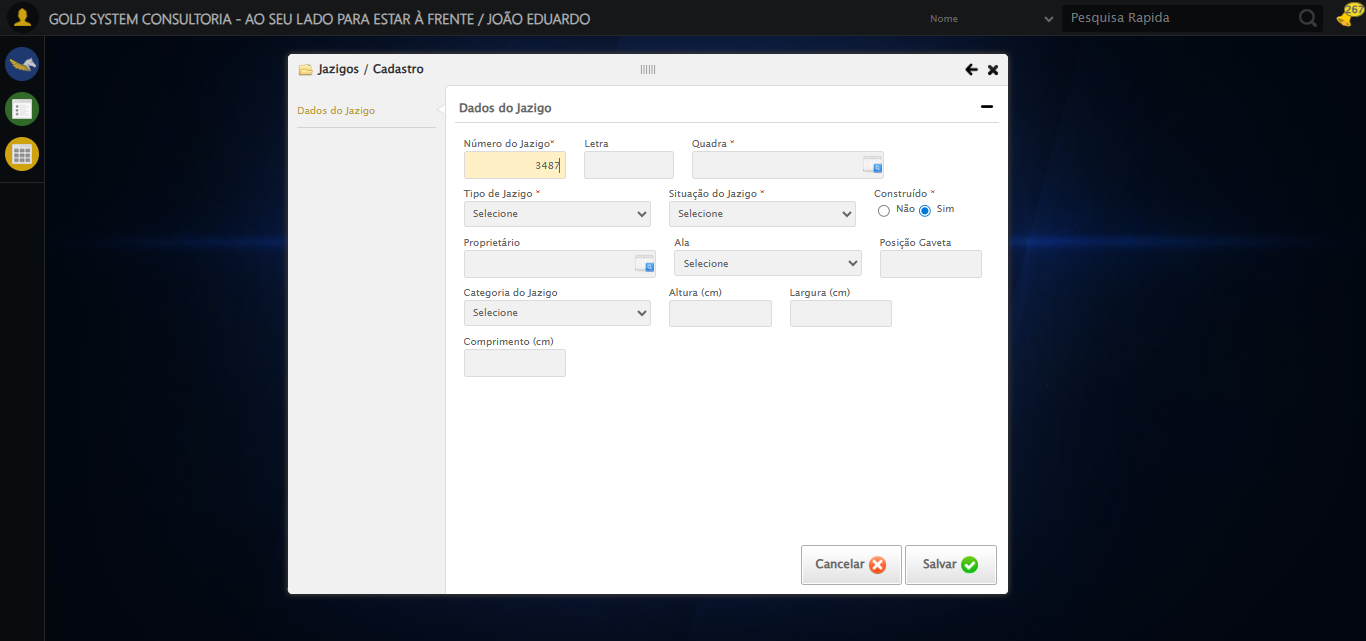 GOLD SYSTEM CONSULTORIA - AO SEU LADO PARA ESTAR À FRENTE / JOÃO EDUARDO
Nome
Pesquisa Rapida
267
Jazigos / Cadastro
Dados do Jazigo
Dados do Jazigo
Número do Jazigo* Letra Quadra *
3487
Tipo de Jazigo * Situação do Jazigo * Construído *
Selecione Selecione Não Sim
Proprietário Ala Posição Gaveta
Selecione
Categoria do Jazigo Altura (cm) Largura (cm)
Selecione
Comprimento (cm)
Cancelar Salvar